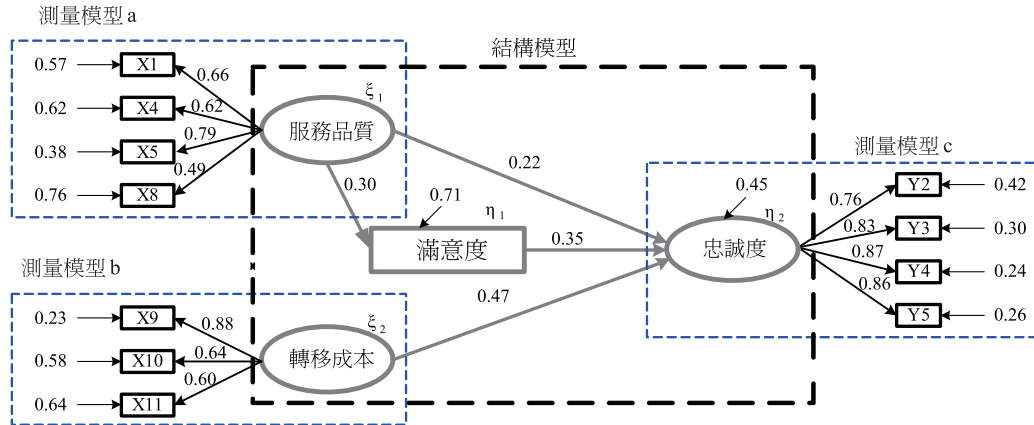 測量模型 a
結構模型
0.57
X1
0.66
ξ1
0.62
X4
0.62
服務品質
0.38
X5
0.79
0.76
X8
0.49
0.22
0.30
測量模型 c
0.71
η1
滿意度
0.35
0.45
η2
忠誠度
0.76
Y2
0.42
0.83
Y3
0.30
0.87
Y4
0.24
0.86
Y5
0.26
測量模型 b
0.47
0.23
X9
0.88
ξ2
0.58
X10
0.64
轉移成本
0.64
X11
0.60